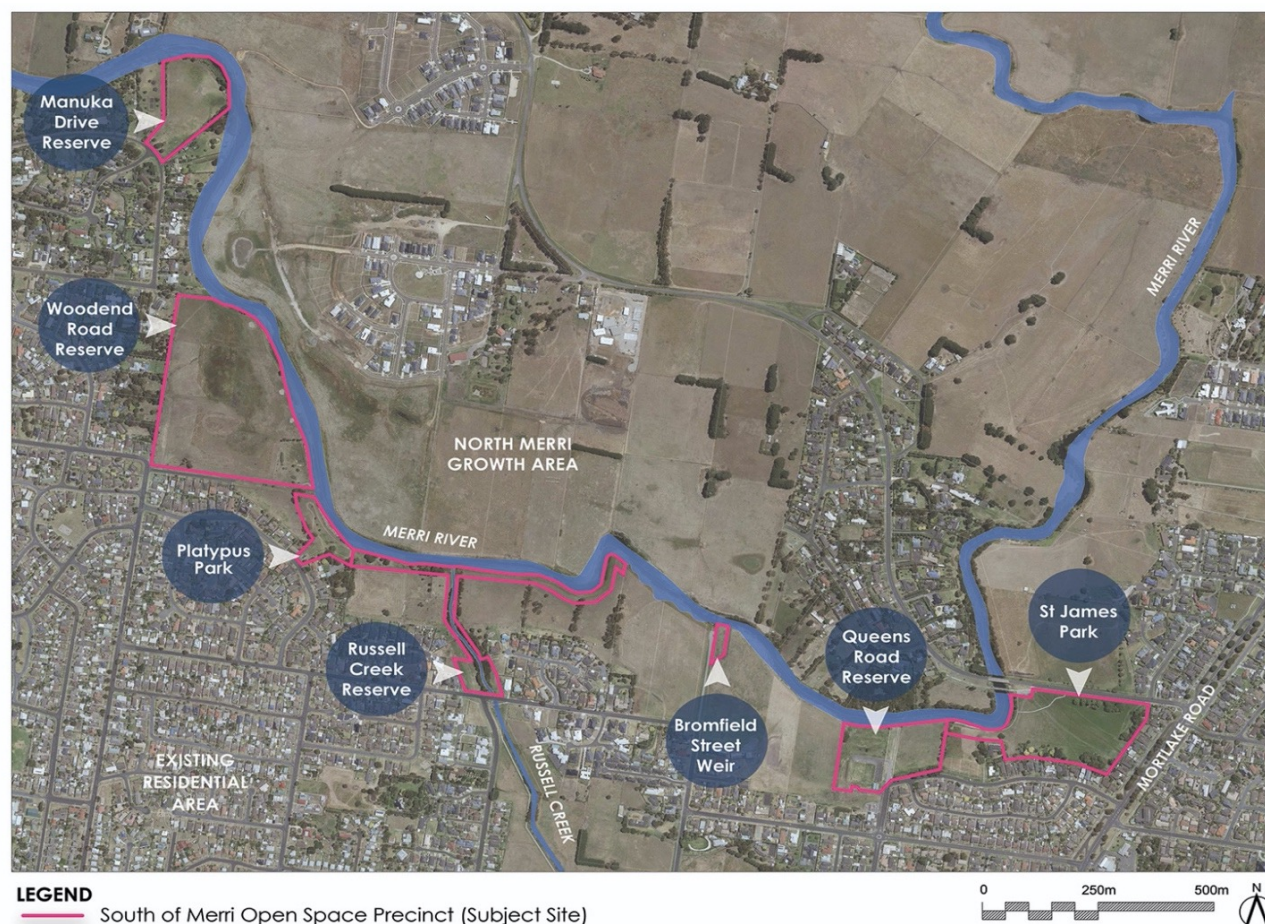 Manuka
Drive
Reserve
Woodend
Road
Reserve
MERRI RIVER
NORTH MERRI
GROWTH AREA
MERRI RIVER
Platypus
Park
Russell
Creek
Reserve
Queens
Road
Reserve
St James
Park
Bromfield
Street
Weir
MORTLAKE ROAD
EXISTING
RESIDENTIAL
AREA
RUSSELL CREEK
LEGEND
South of Merri Open Space Precinct (Subject Site)
0 250m 500m
N